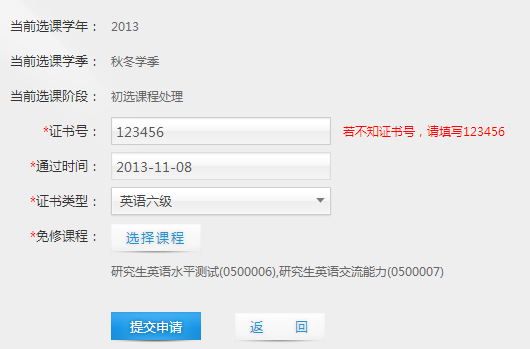 当前选课学年： 2013
当前选课学季： 秋冬学季
当前选课阶段： 初选课程处理
*证书号： 123456 若不知证书号，请填写123456
*通过时间： 2013-11-08
*证书类型： 英语六级
*免修课程： 选择课程
研究生英语水平测试(0500006),研究生英语交流能力(0500007)
提交申请 返 回